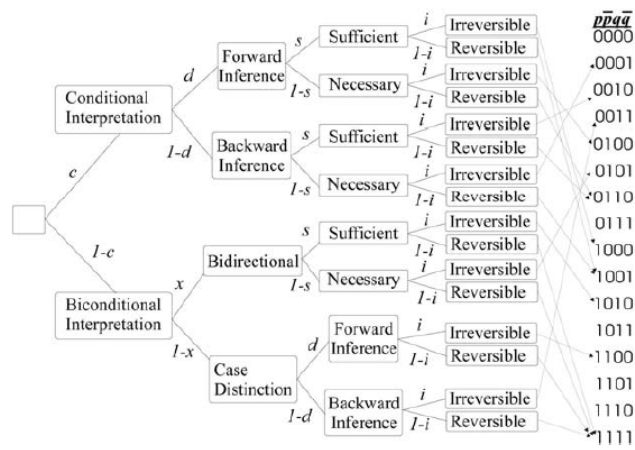 p p̅ q q̅
0000
0001
0010
0011
0100
0101
0110
0111
1000
1001
1010
1011
1100
1101
1110
1111
c
1-c
Conditional
Interpretation
d
1-d
Forward
Inference
s
1-s
Sufficient
i
1-i
Irreversible
Reversible
Necessary
i
1-i
Irreversible
Reversible
Backward
Inference
s
1-s
Sufficient
i
1-i
Irreversible
Reversible
Necessary
i
1-i
Irreversible
Reversible
Biconditional
Interpretation
x
1-x
Bidirectional
s
1-s
Sufficient
i
1-i
Irreversible
Reversible
Necessary
i
1-i
Irreversible
Reversible
Case
Distinction
d
1-d
Forward
Inference
i
1-i
Irreversible
Reversible
Backward
Inference
i
1-i
Irreversible
Reversible